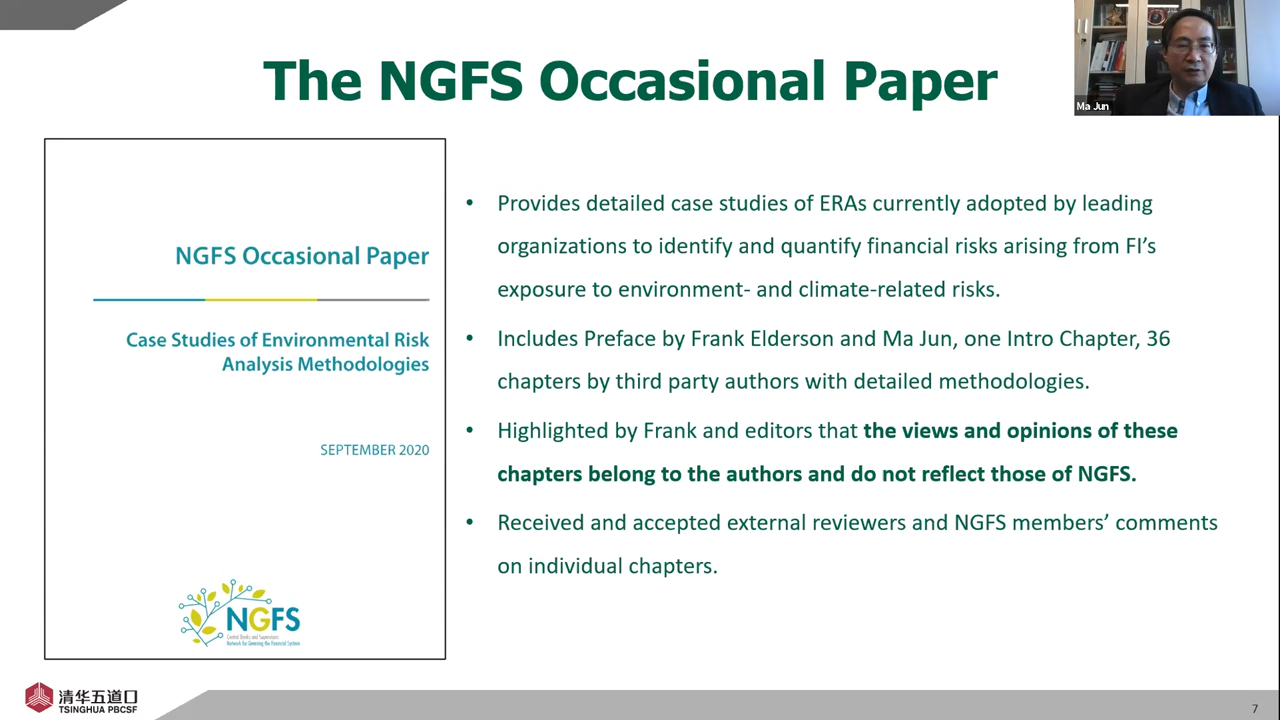 The NGFS Occasional Paper
Ma Jun
NGFS Occasional Paper
Case Studies of Environmental Risk
Analysis Methodologies
SEPTEMBER 2020
NGFS
Central Banks and Supervisors
Network for Greening the Financial System
• Provides detailed case studies of ERAs currently adopted by leading
organizations to identify and quantify financial risks arising from FI’s
exposure to environment- and climate-related risks.
• Includes Preface by Frank Elderson and Ma Jun, one Intro Chapter, 36
chapters by third party authors with detailed methodologies.
• Highlighted by Frank and editors that the views and opinions of these
chapters belong to the authors and do not reflect those of NGFS.
• Received and accepted external reviewers and NGFS members’ comments
on individual chapters.
清华五道口
TSINGHUA PBCSF
7